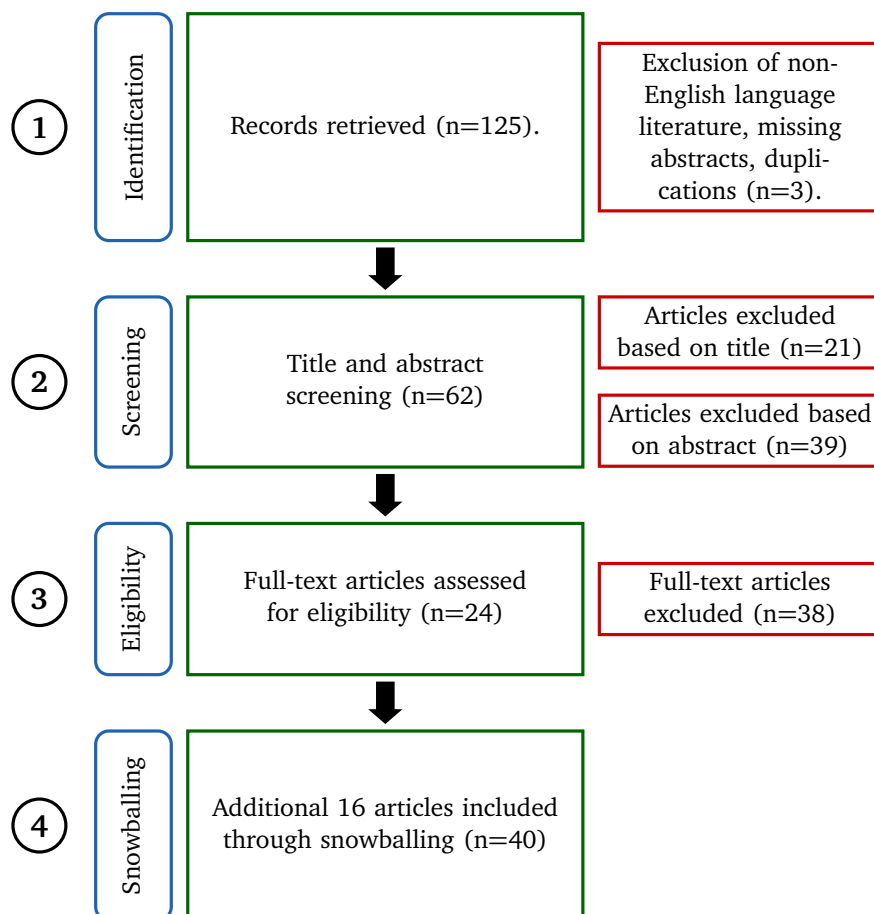 1
Identification
Records retrieved (n=125).
Exclusion of non-
English language
literature, missing
abstracts, dupli-
cations (n=3).
2
Screening
Title and abstract
screening (n=62)
Articles excluded
based on title (n=21)
Articles excluded based
on abstract (n=39)
3
Eligibility
Full-text articles assessed
for eligibility (n=24)
Full-text articles
excluded (n=38)
4
Snowballing
Additional 16 articles included
through snowballing (n=40)